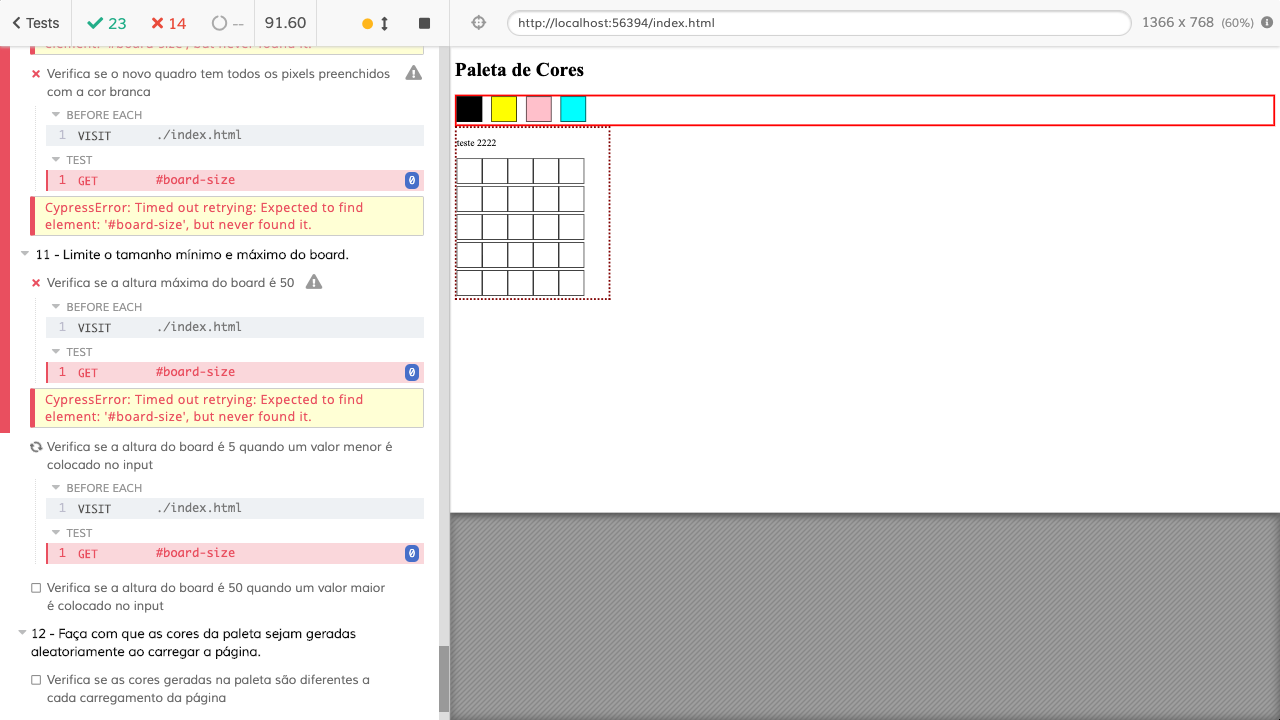 Tests 23 14 -- 91.60 http://localhost:56394/index.html 1366 x 768 (60%)
element: '#board-size', but never found it.
Verifica se o novo quadro tem todos os pixels preenchidos
com a cor branca
BEFORE EACH
1 VISIT ./index.html
TEST
1 GET #board-size 0
CypressError: Timed out retrying: Expected to find
element: '#board-size', but never found it.
11 - Limite o tamanho mínimo e máximo do board.
Verifica se a altura máxima do board é 50
BEFORE EACH
1 VISIT ./index.html
TEST
1 GET #board-size 0
CypressError: Timed out retrying: Expected to find
element: '#board-size', but never found it.
Verifica se a altura do board é 5 quando um valor menor é
colocado no input
BEFORE EACH
1 VISIT ./index.html
TEST
1 GET #board-size 0
Verifica se a altura do board é 50 quando um valor maior
é colocado no input
12 - Faça com que as cores da paleta sejam geradas
aleatoriamente ao carregar a página.
Verifica se as cores geradas na paleta são diferentes a
cada carregamento da página
Paleta de Cores
teste 2222